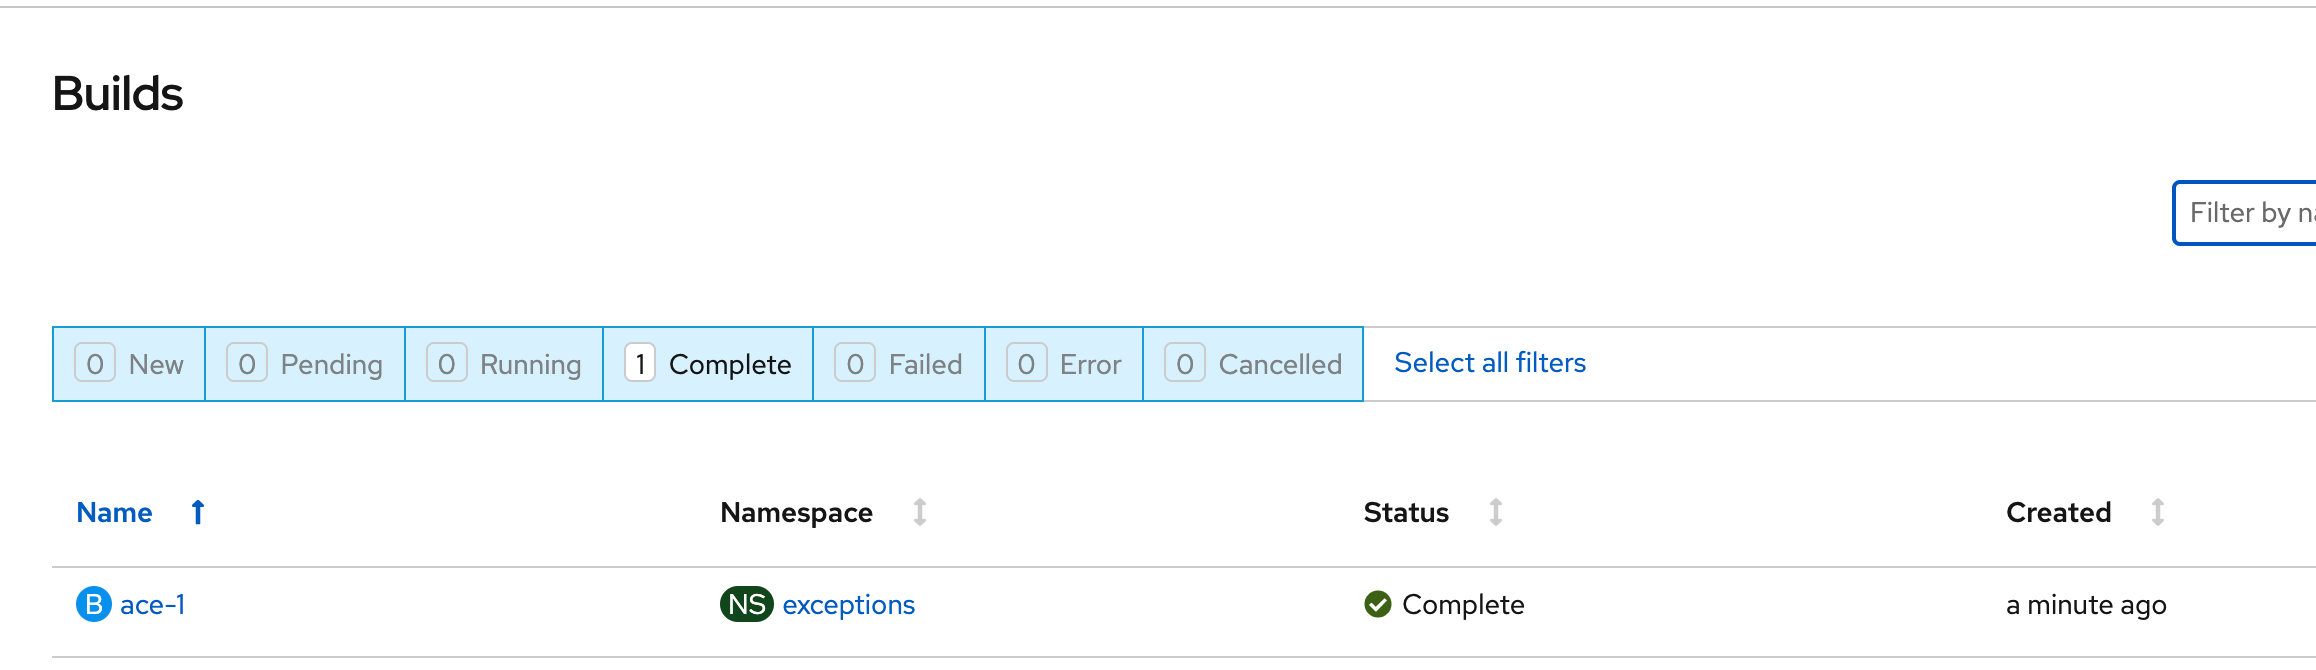 Builds
Filter by
0 New 0 Pending 0 Running 1 Complete 0 Failed 0 Error 0 Cancelled Select all filters
Name Namespace Status Created
B ace-1 NS exceptions Complete a minute ago